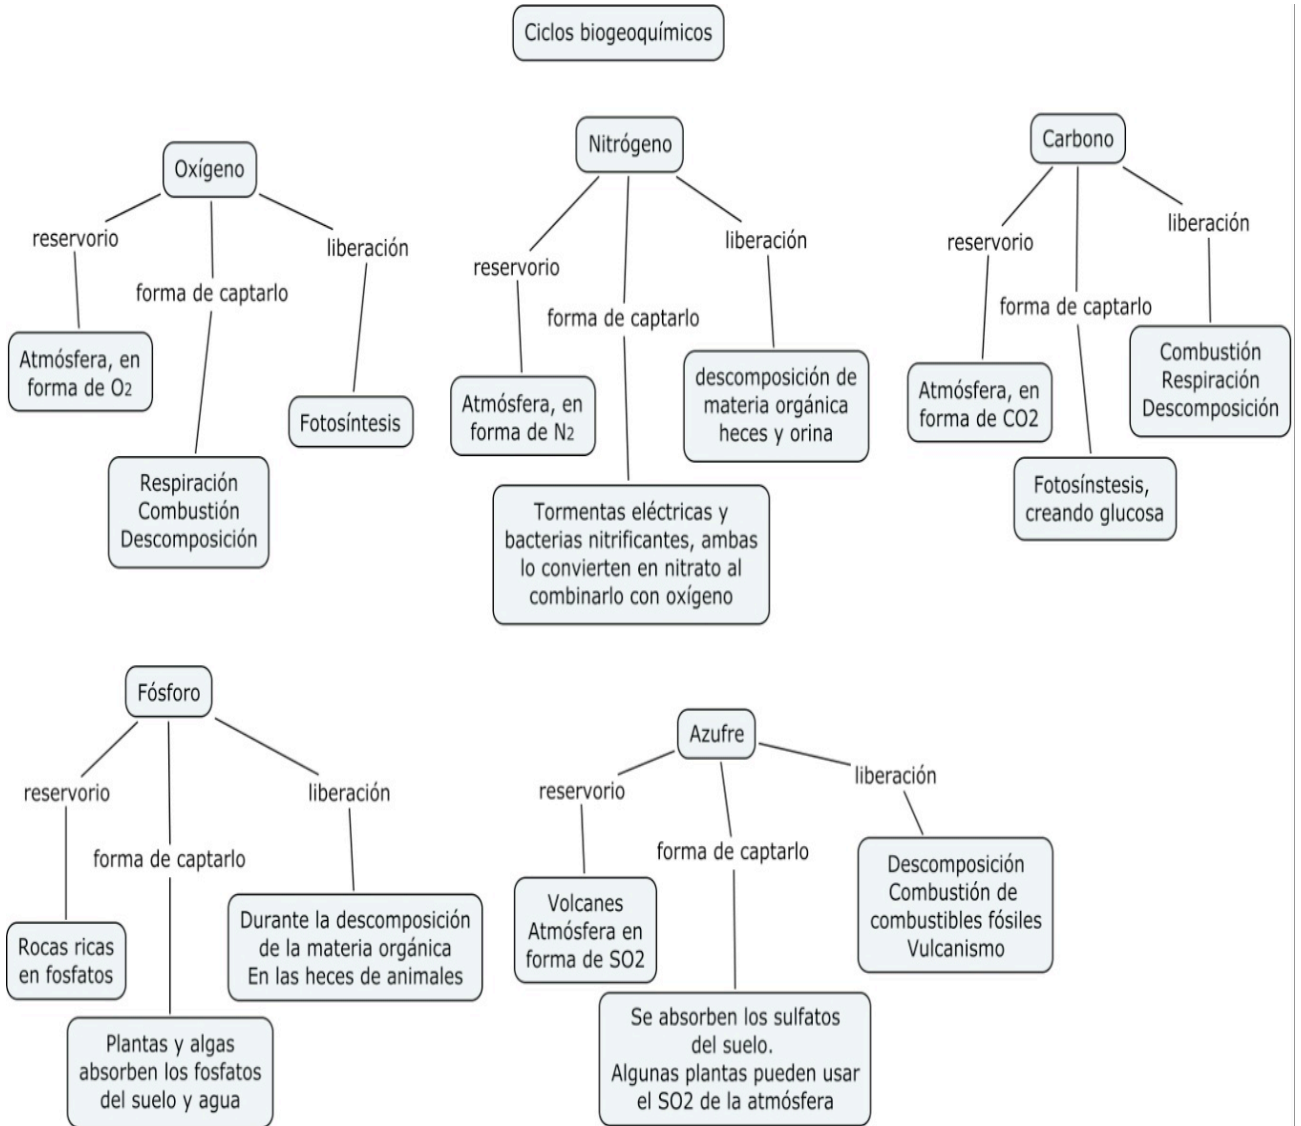 Ciclos biogeoquímicos
Oxígeno
reservorio
forma de captarlo
liberación
Atmósfera, en
forma de O2
Respiración
Combustión
Descomposición
Fotosíntesis
Nitrógeno
reservorio
forma de captarlo
liberación
Atmósfera, en
forma de N2
Tormentas eléctricas y
bacterias nitrificantes, ambas
lo convierten en nitrato al
combinarlo con oxígeno
descomposición de
materia orgánica
heces y orina
Carbono
reservorio
forma de captarlo
liberación
Atmósfera, en
forma de CO2
Fotosínstesis,
creando glucosa
Combustión
Respiración
Descomposición
Fósforo
reservorio
forma de captarlo
liberación
Rocas ricas
en fosfatos
Plantas y algas
absorben los fosfatos
del suelo y agua
Durante la descomposición
de la materia orgánica
En las heces de animales
Azufre
reservorio
forma de captarlo
liberación
Volcanes
Atmósfera en
forma de SO2
Se absorben los sulfatos
del suelo.
Algunas plantas pueden usar
el SO2 de la atmósfera
Descomposición
Combustión de
combustibles fósiles
Vulcanismo